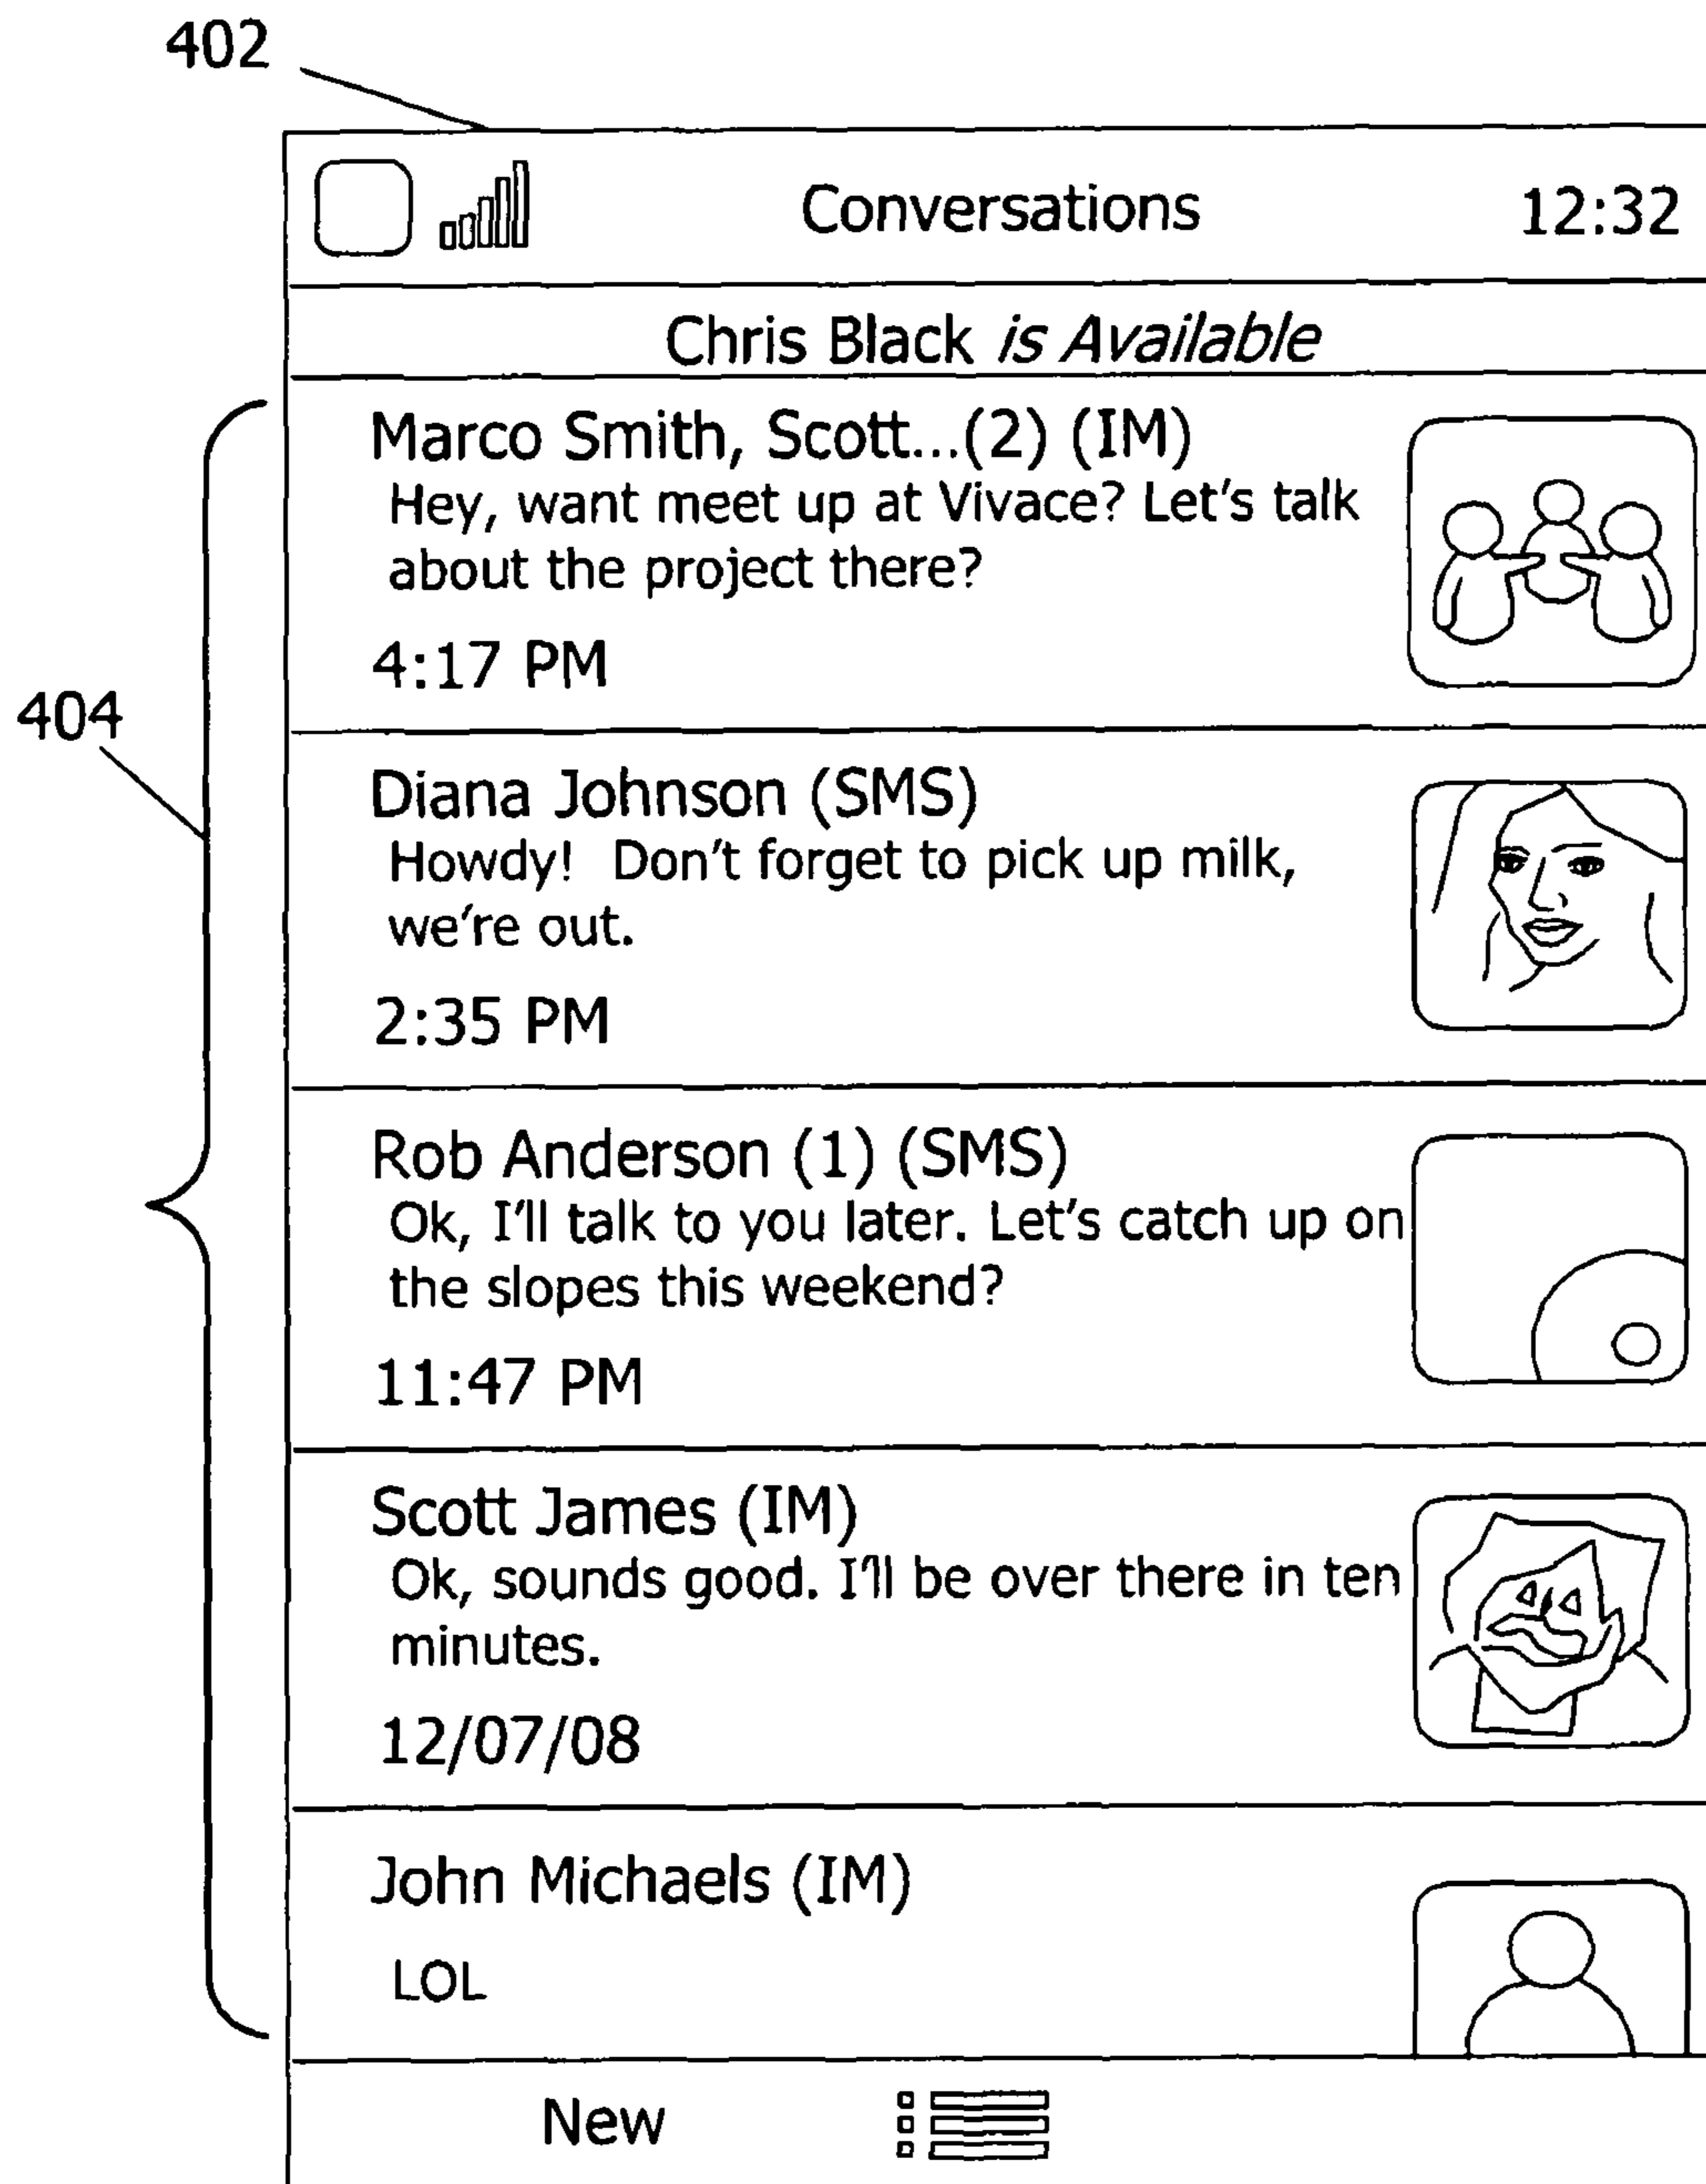 402
Conversations 12:32
Chris Black is Available
Marco Smith, Scott...(2) (IM)
Hey, want meet up at Vivace? Let's talk
about the project there?
4:17 PM
404
Diana Johnson (SMS)
Howdy! Don't forget to pick up milk,
we're out.
2:35 PM
Rob Anderson (1) (SMS)
Ok, I'll talk to you later. Let's catch up on
the slopes this weekend?
11:47 PM
Scott James (IM)
Ok, sounds good. I'll be over there in ten
minutes.
12/07/08
John Michaels (IM)
LOL
New